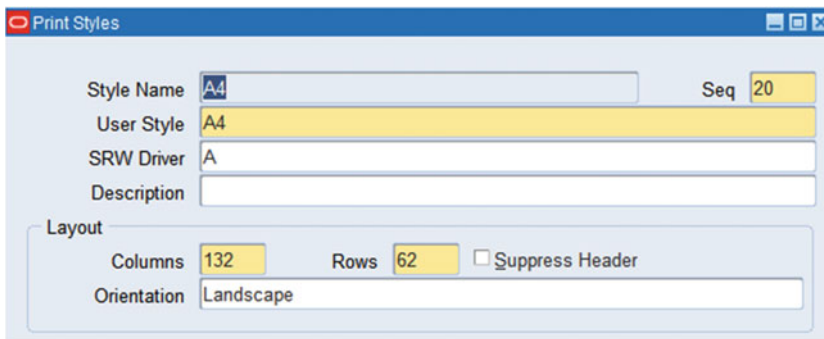 Print Styles
Style Name A4 Seq 20
User Style A4
SRW Driver A
Description
Layout
Columns 132 Rows 62 Suppress Header
Orientation Landscape